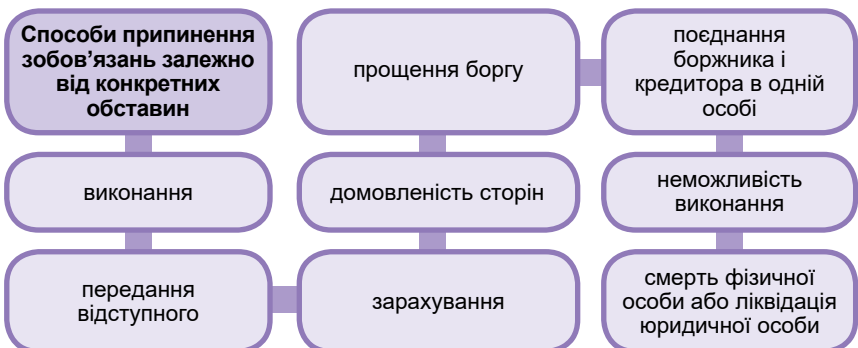 Способи припинення
зобов’язань залежно
від конкретних
обставин
виконання
передання
відступного
зарахування
домовленість сторін
прощення боргу
поєднання
боржника і
кредитора в одній
особі
неможливість
виконання
смерть фізичної
особи або ліквідація
юридичної особи